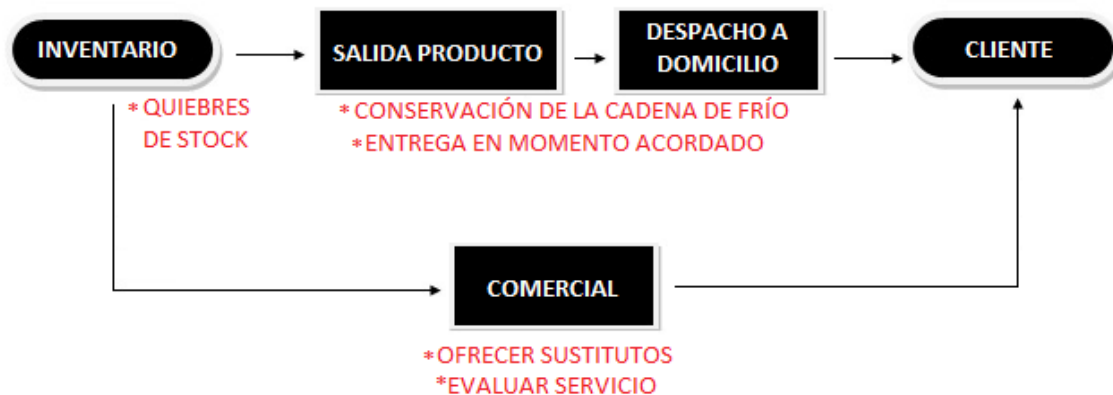 INVENTARIO
SALIDA PRODUCTO
DESPACHO A
DOMICILIO
CLIENTE
* QUIEBRES
DE STOCK
* CONSERVACIÓN DE LA CADENA DE FRÍO
* ENTREGA EN MOMENTO ACORDADO
COMERCIAL
* OFRECER SUSTITUTOS
* EVALUAR SERVICIO